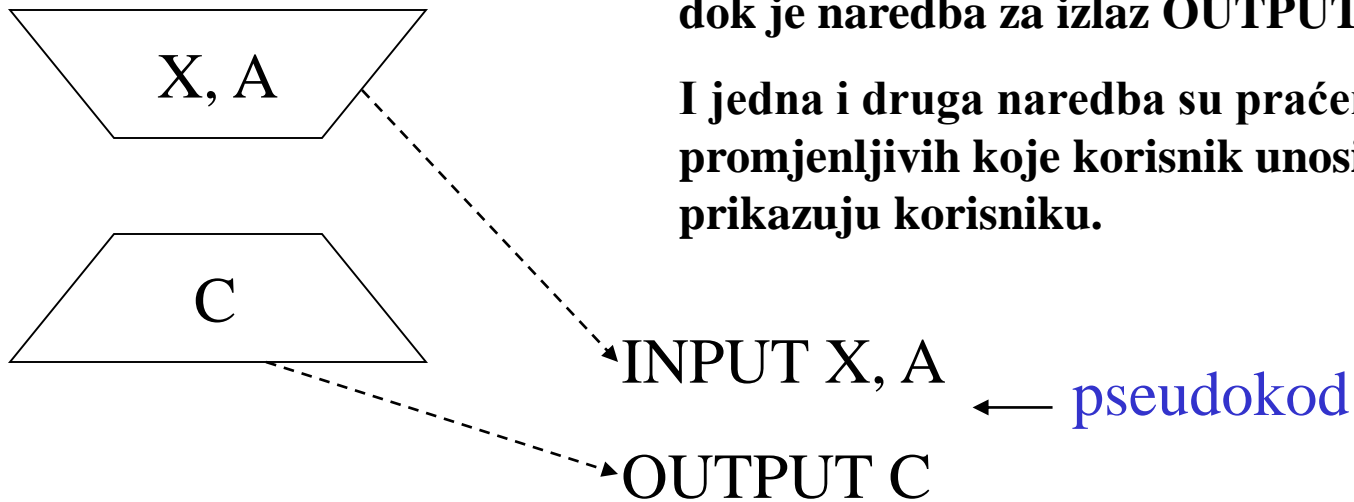 dok je naredba za izlaz OUTPUT
X, A
I jedna i druga naredba su
promjenljivih koje korisnik unosi
prikazuju korisniku.
C
INPUT X, A
pseudokod
OUTPUT C